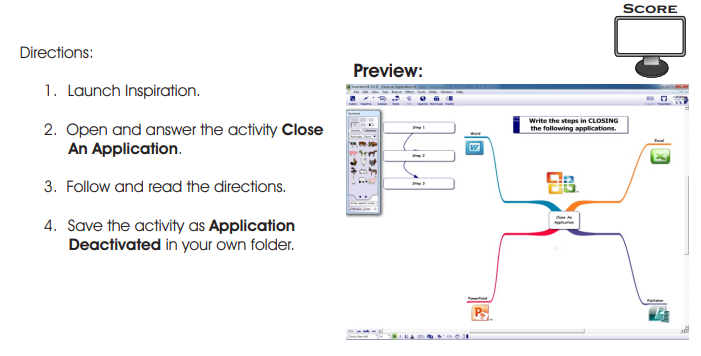 SCORE
Directions:
Preview:
1. Launch Inspiration.
2. Open and answer the activity Close
An Application.
3. Follow and read the directions.
4. Save the activity as Application
Deactivated in your own folder.
Write the steps in CLOSING
the following applications.
Step 1
Step 2
Step 3
Word
Excel
Close An
Application
PowerPoint
Publisher